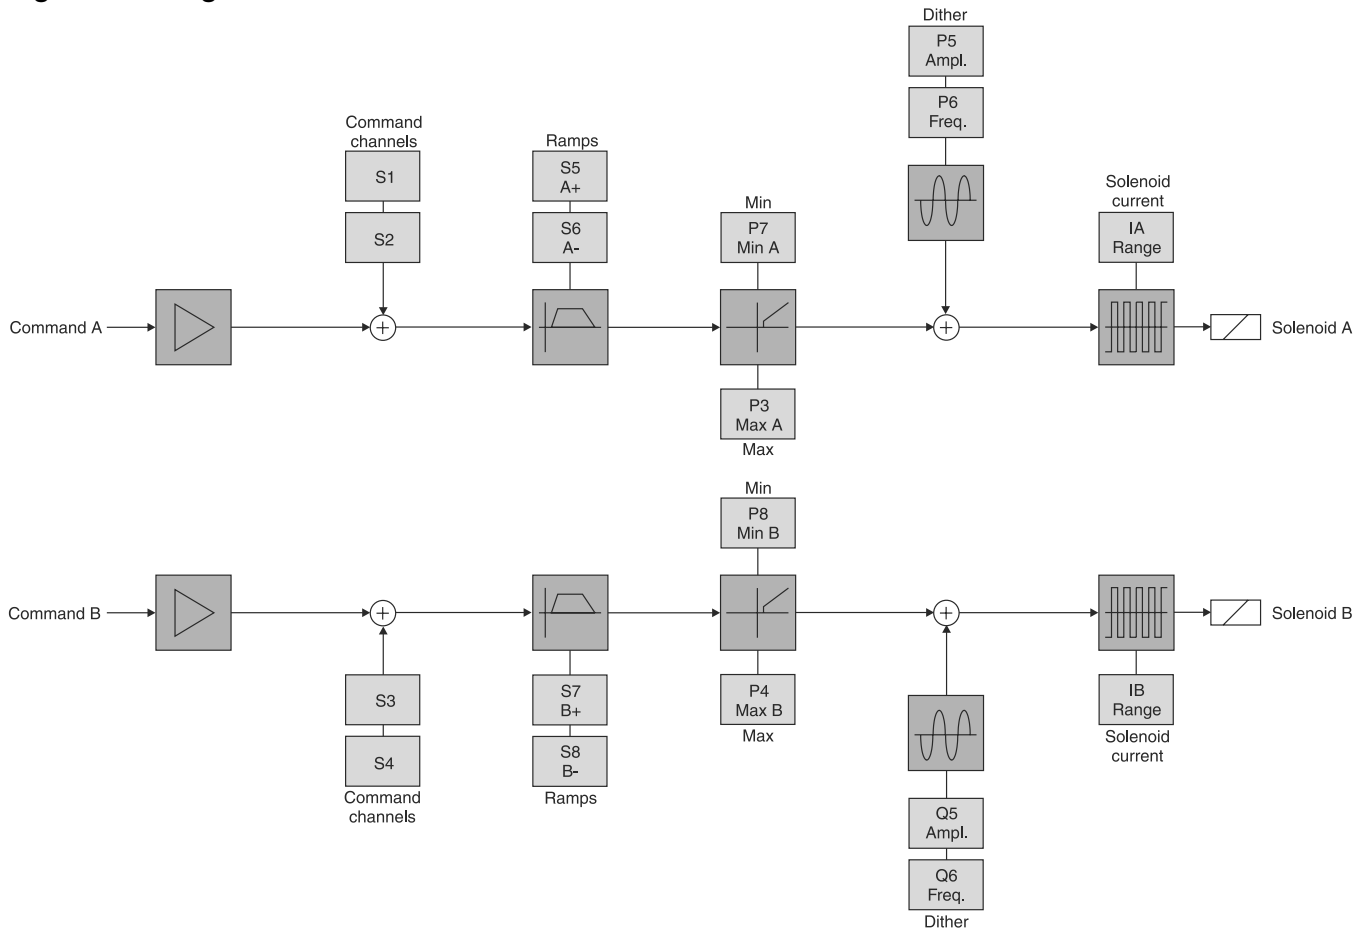 Dither
P5
Ampl.
P6
Freq.
Command
channels
S1
S2
Ramps
S5
A+
S6
A-
Min
P7
Min A
Solenoid
current
IA
Range
Command A
+
+
Solenoid A
P3
Max A
Max
Min
P8
Min B
Command B
+
+
Solenoid B
S3
S4
Command
channels
S7
B+
S8
B-
Ramps
P4
Max B
Max
IB
Range
Solenoid
current
Q5
Ampl.
Q6
Freq.
Dither